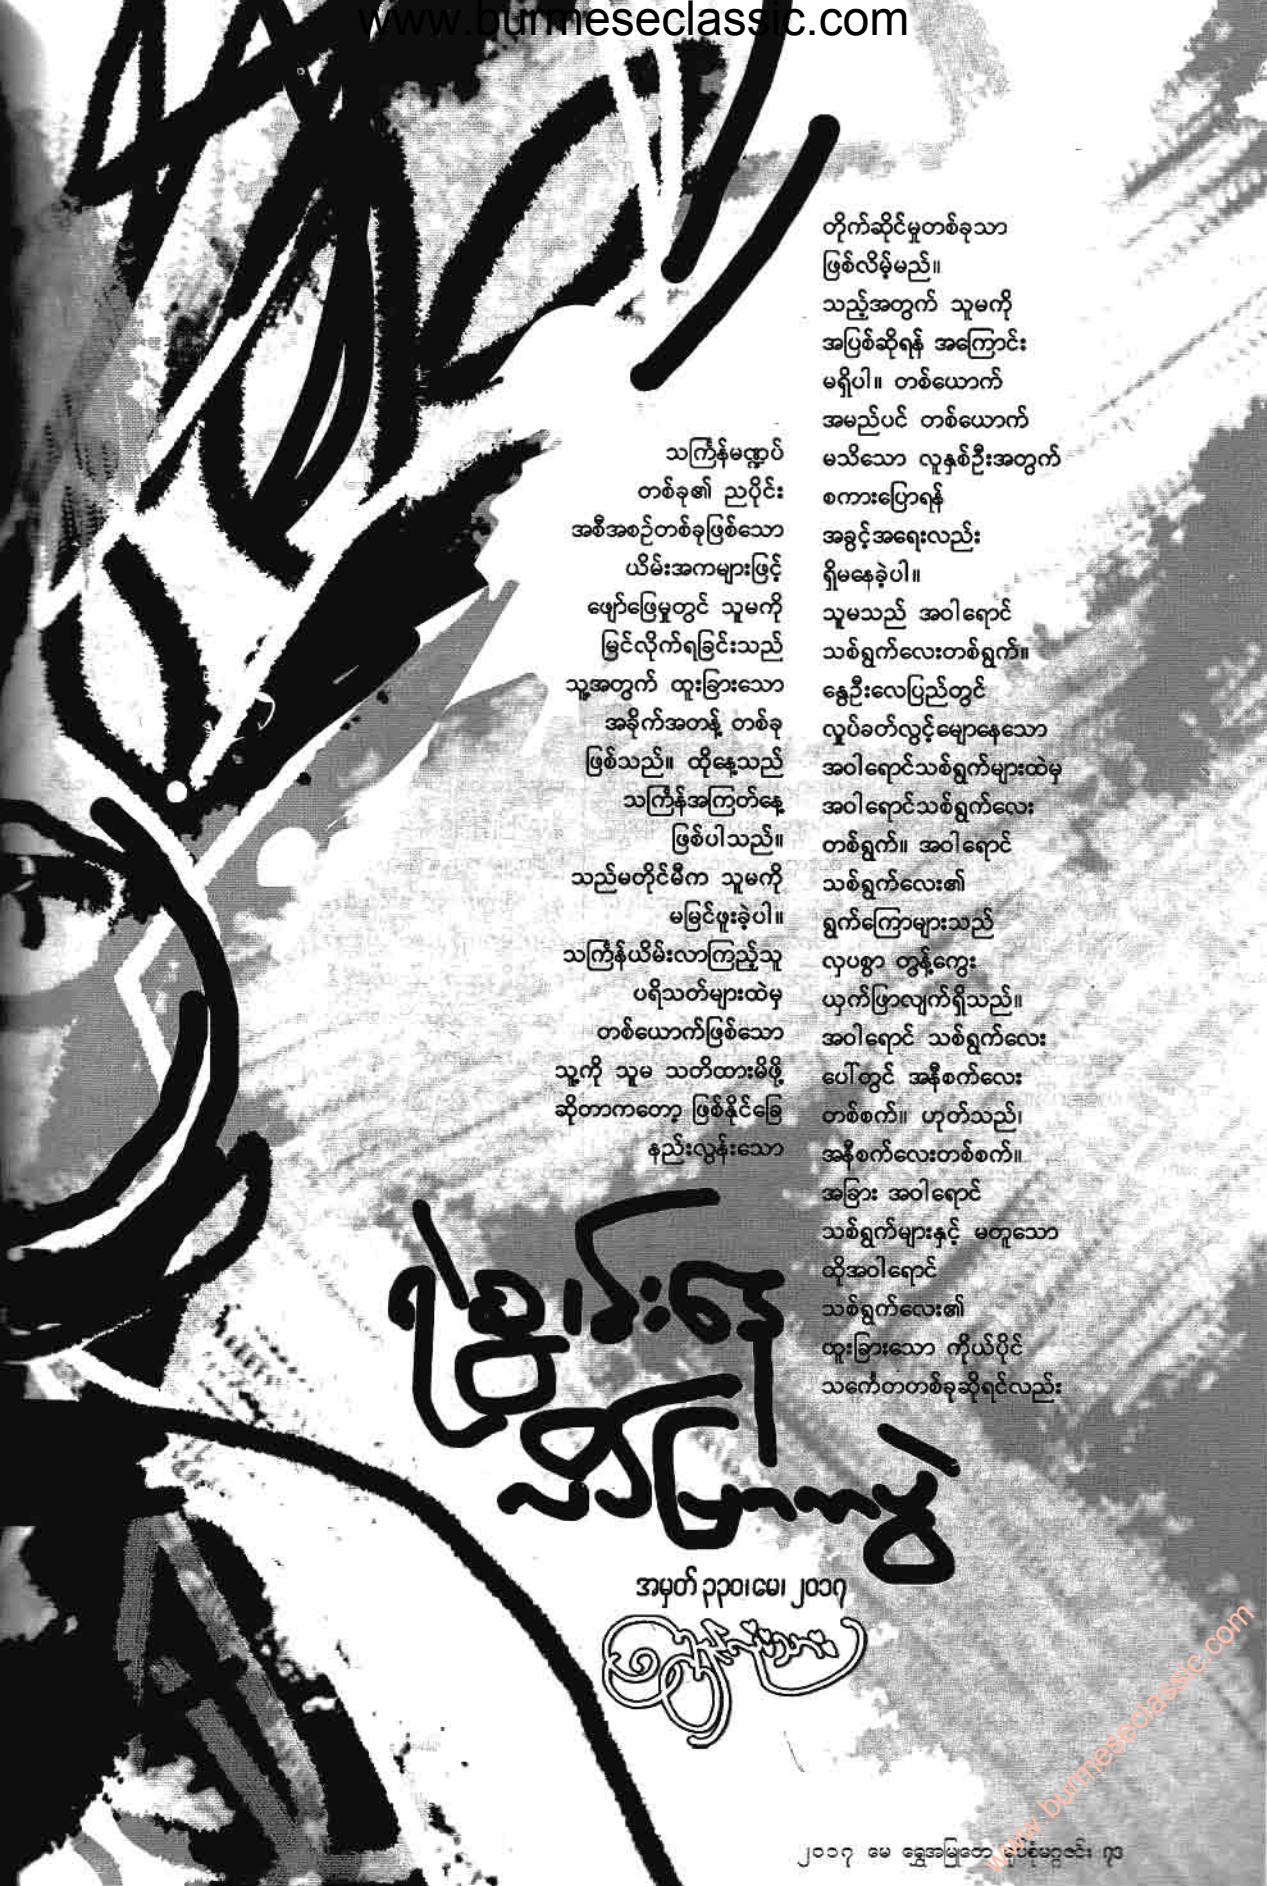 www.burmeseclassic.com
သင်္ကြန်မဏ္ဍပ်
တစ်ခု၏ ညပိုင်း
အစီအစဉ်တစ်ခုဖြစ်သော
ယိမ်းအကများဖြင့်
ဖျော်ဖြေမှုတွင် သူမကို
မြင်လိုက်ရခြင်းသည်
သူ့အတွက် ထူးခြားသော
အခိုက်အတန့် တစ်ခု
ဖြစ်သည်။ ထိုနေ့သည်
သင်္ကြန်အကြတ်နေ့
ဖြစ်ပါသည်။
သည်မတိုင်မီက သူမကို
မမြင်ဖူးခဲ့ပါ။
သင်္ကြန်ယိမ်းလာကြည့်သူ
ပရိသတ်များထဲမှ
တစ်ယောက်ဖြစ်သော
သူ့ကို သူမ သတိထားမိဖို့
ဆိုတာကတော့ ဖြစ်နိုင်ခြေ
နည်းလွန်းသော
တိုက်ဆိုင်မှုတစ်ခုသာ
ဖြစ်လိမ့်မည်။
သည့်အတွက် သူမကို
အပြစ်ဆိုရန် အကြောင်း
မရှိပါ။ တစ်ယောက်
အမည်ပင် တစ်ယောက်
မသိသော လူနှစ်ဦးအတွက်
စကားပြောရန်
အခွင့်အရေးလည်း
ရှိမနေခဲ့ပါ။
သူမသည် အဝါရောင်
သစ်ရွက်လေးတစ်ရွက်။
နွေဦးလေပြည်တွင်
လှုပ်ခတ်လွင့်မျောနေသော
အဝါရောင်သစ်ရွက်များထဲမှ
အဝါရောင်သစ်ရွက်လေး
တစ်ရွက်။ အဝါရောင်
သစ်ရွက်လေး၏
ရွက်ကြောများသည်
လှပစွာ တွန့်ကွေး
ယှက်ဖြာလျက်ရှိသည်။
အဝါရောင် သစ်ရွက်လေး
ပေါ်တွင် အနီစက်လေး
တစ်စက်။ ဟုတ်သည်၊
အနီစက်လေးတစ်စက်။
အခြား အဝါရောင်
သစ်ရွက်များနှင့် မတူသော
ထိုအဝါရောင်
သစ်ရွက်လေး၏
ထူးခြားသော ကိုယ်ပိုင်
သင်္ကေတတစ်ခုဆိုရင်လည်း
အမှတ် ၃၃၀၊ မေ၊ ၂၀၁၇
၂၀၁၇ မေ ရွှေအမြုတေ ရုပ်စုံမဂ္ဂဇင်း ၇၁
www.burmeseclassic.com